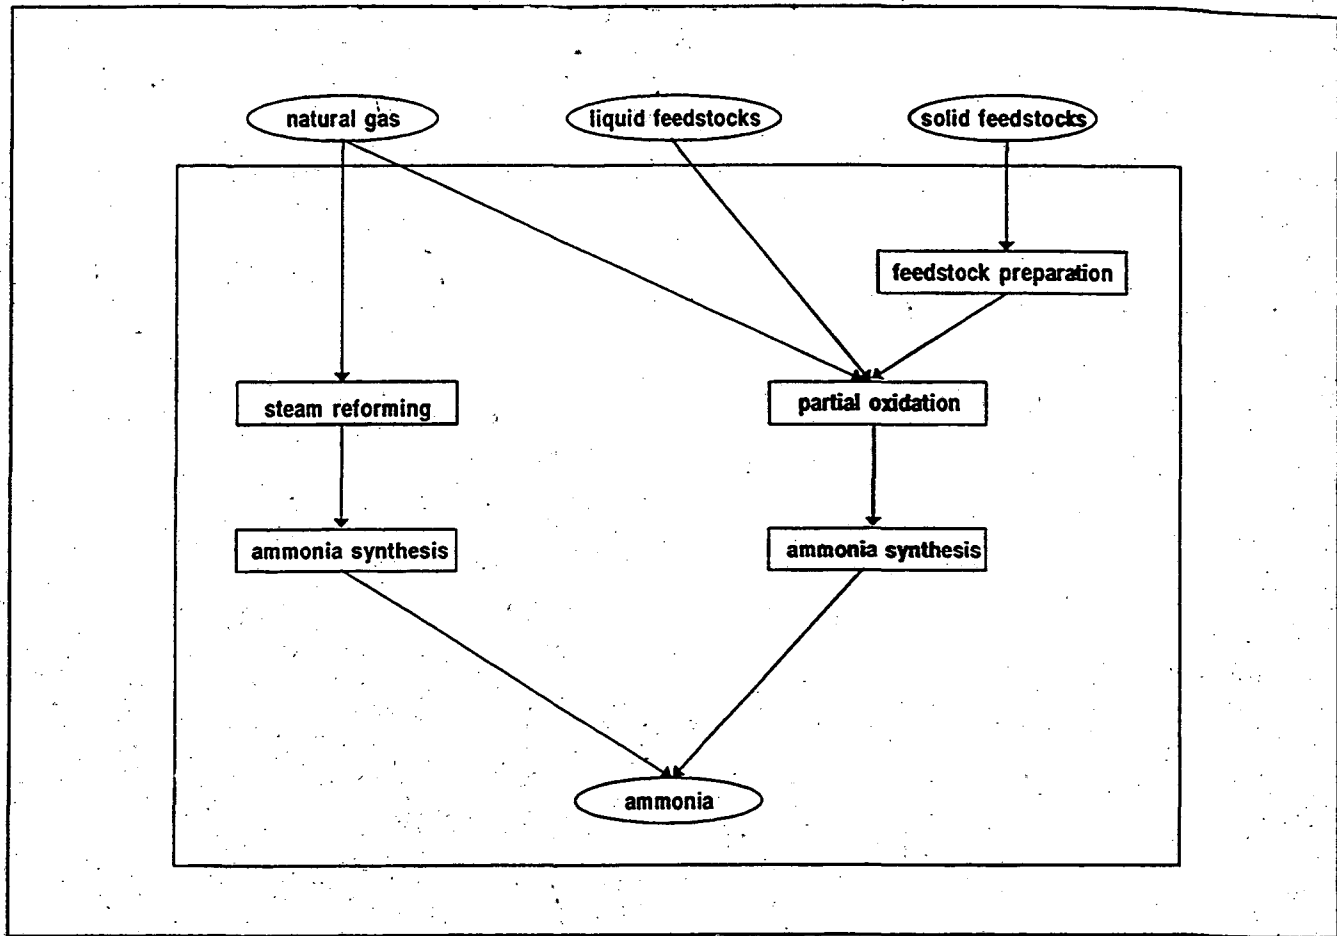 natural gas
liquid feedstocks
solid feedstocks
feedstock preparation
steam reforming
partial oxidation
ammonia synthesis
ammonia synthesis
ammonia